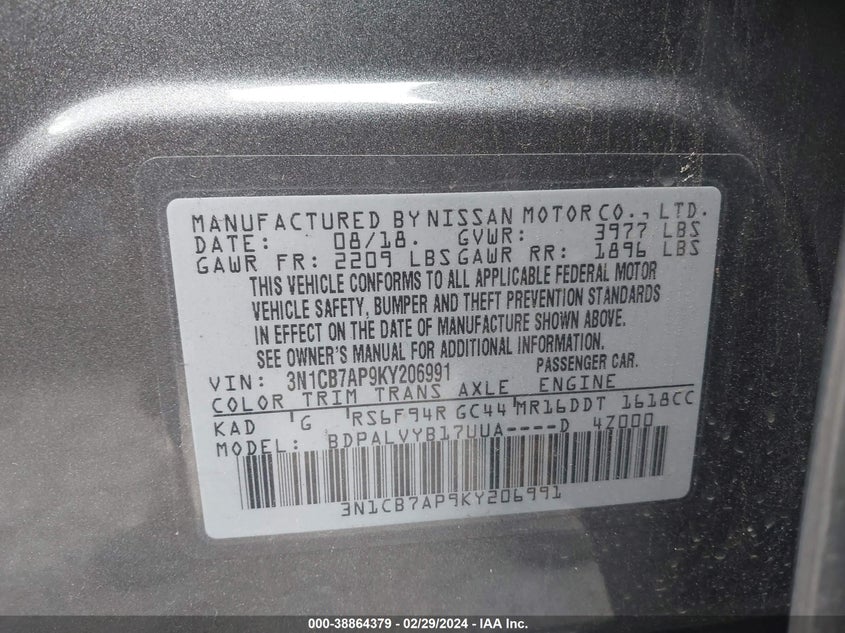 MANUFACTURED BY NISSAN MOTOR CO., LTD.
DATE: 08/18. GVWR: 3977 LBS
GAWR FR: 2209 LBS GAWR RR: 1896 LBS
THIS VEHICLE CONFORMS TO ALL APPLICABLE FEDERAL MOTOR
VEHICLE SAFETY, BUMPER AND THEFT PREVENTION STANDARDS
IN EFFECT ON THE DATE OF MANUFACTURE SHOWN ABOVE.
SEE OWNER'S MANUAL FOR ADDITIONAL INFORMATION.
VIN: 3N1CB7AP9KY206991 PASSENGER CAR.
COLOR TRIM TRANS AXLE ENGINE
KAD G RS6F94R GC44 MR16DDT 1618CC
MODEL: BDPALVYB17UUA----D 4Z000
3N1CB7AP9KY206991
000-38864379 - 02/29/2024 - IAA Inc.